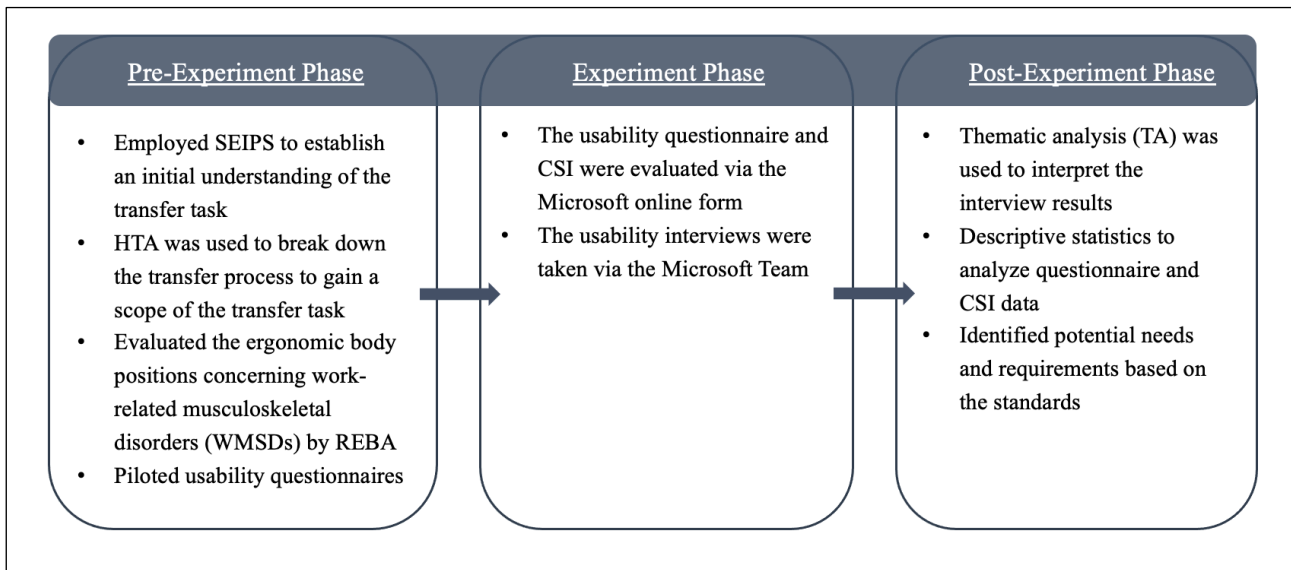 Pre-Experiment Phase
• Employed SEIPS to establish
an initial understanding of the
transfer task
• HTA was used to break down
the transfer process to gain a
scope of the transfer task
• Evaluated the ergonomic body
positions concerning work-
related musculoskeletal
disorders (WMSDs) by REBA
• Piloted usability questionnaires
Experiment Phase
• The usability questionnaire and
CSI were evaluated via the
Microsoft online form
• The usability interviews were
taken via the Microsoft Team
Post-Experiment Phase
• Thematic analysis (TA) was
used to interpret the
interview results
• Descriptive statistics to
analyze questionnaire and
CSI data
• Identified potential needs
and requirements based on
the standards